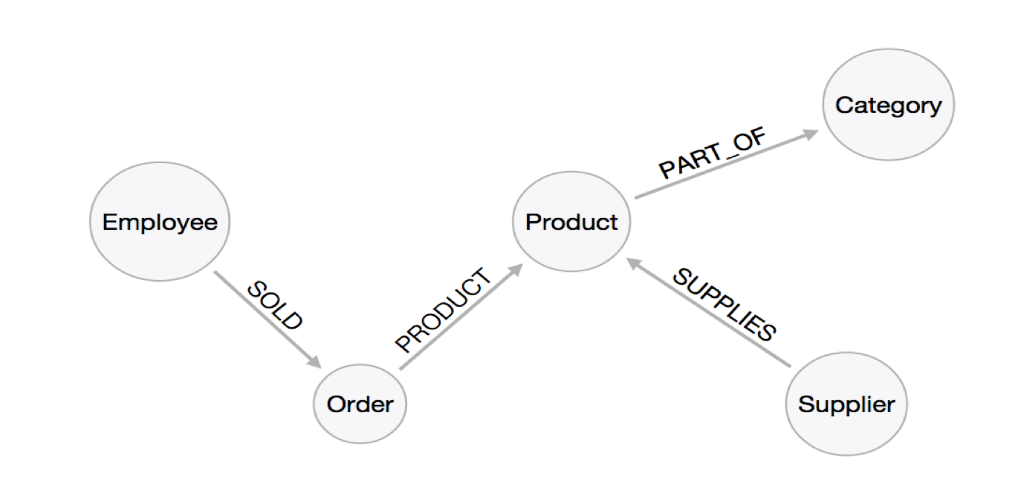 Category
PART_OF
Employee
Product
SOLD
PRODUCT
SUPPLIES
Order
Supplier